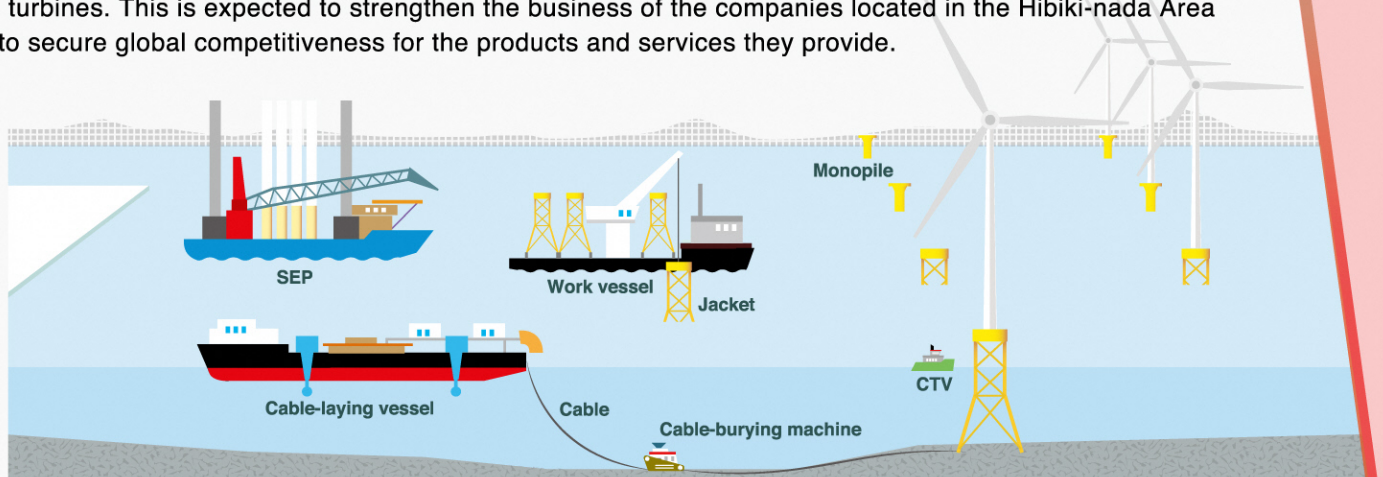 turbines. This is expected to strengthen the business of the companies located in the Hibiki-nada Area
to secure global competitiveness for the products and services they provide.
Monopile
SEP
Work vessel
Jacket
CTV
Cable-laying vessel
Cable
Cable-burying machine